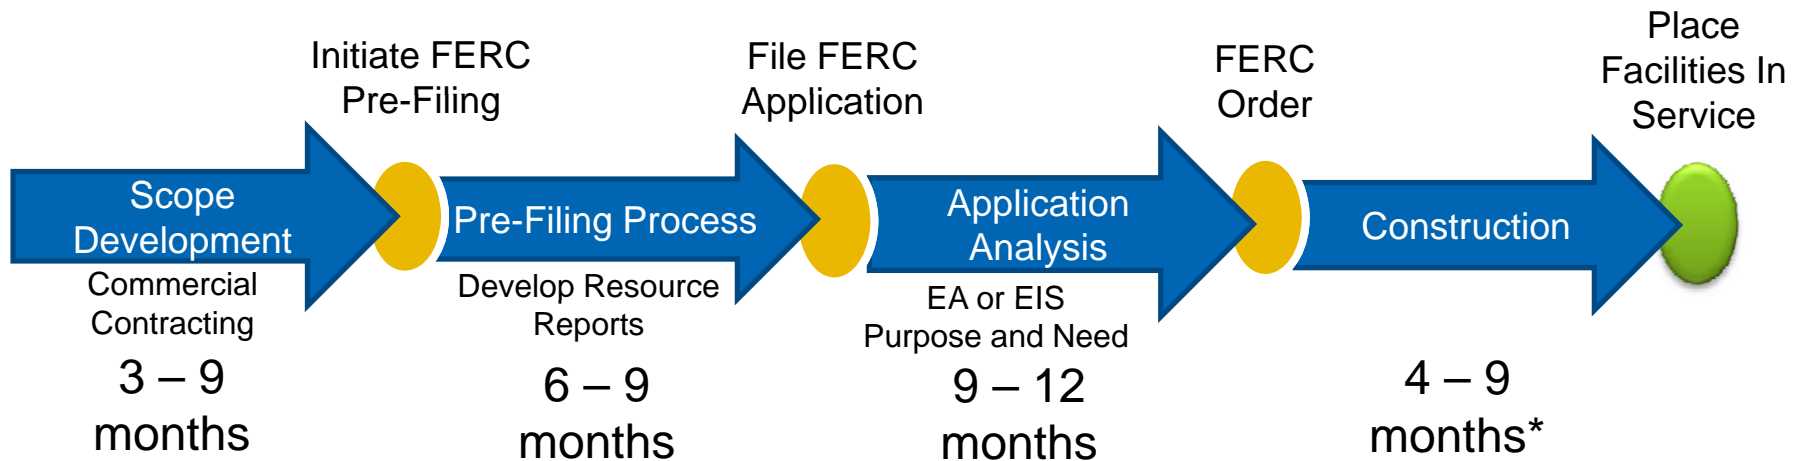 Initiate FERC
Pre-Filing
File FERC
Application
FERC
Order
Place
Facilities In
Service
Scope
Development
Pre-Filing Process
Application
Analysis
Construction
Commercial
Contracting
Develop Resource
Reports
EA or EIS
Purpose and Need
3 – 9
months
6 – 9
months
9 – 12
months
4 – 9
months*